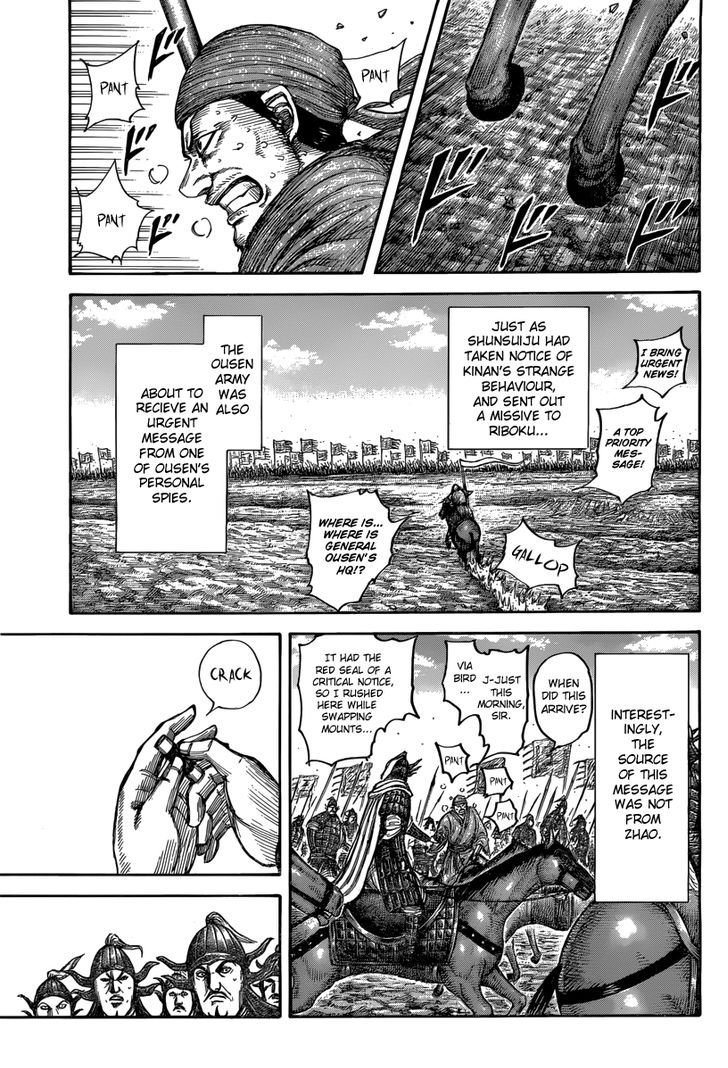 ドドッ
ドドッ
PANT
PANT
PANT
JUST AS
SHUNSUIJU HAD
TAKEN NOTICE OF
KINAN'S STRANGE
BEHAVIOUR,
AND SENT OUT
A MISSIVE TO
RIBOKU...
THE
OUSEN
ARMY
WAS
ALSO
ABOUT TO
RECIEVE AN
URGENT
MESSAGE
FROM ONE
OF OUSEN'S
PERSONAL
SPIES.
I BRING
URGENT
NEWS!
A TOP
PRIORITY
MES-
SAGE!
WHERE IS...
WHERE IS
GENERAL
OUSEN'S
HQ!?
GALLOP
INTEREST-
INGLY,
THE
SOURCE
OF THIS
MESSAGE
WAS NOT
FROM
ZHAO.
WHEN
DID THIS
ARRIVE?
J-JUST
THIS
MORNING,
SIR.
VIA
BIRD
...
IT HAD THE
RED SEAL OF A
CRITICAL NOTICE,
SO I RUSHED
HERE WHILE
SWAPPING
MOUNTS...
PANT
PANT
PANT
CRACK